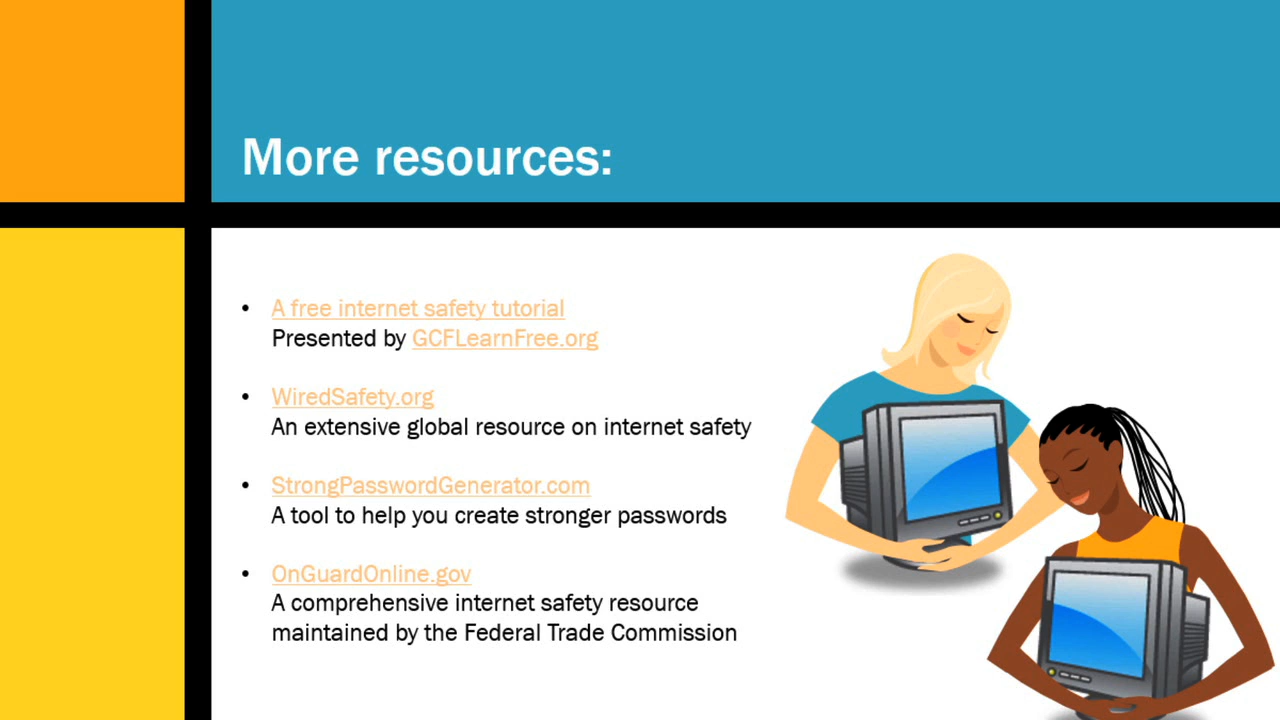 More resources:
• A free internet safety tutorial
Presented by GCFLearnFree.org
• WiredSafety.org
An extensive global resource on internet safety
• StrongPasswordGenerator.com
A tool to help you create stronger passwords
• OnGuardOnline.gov
A comprehensive internet safety resource
maintained by the Federal Trade Commission